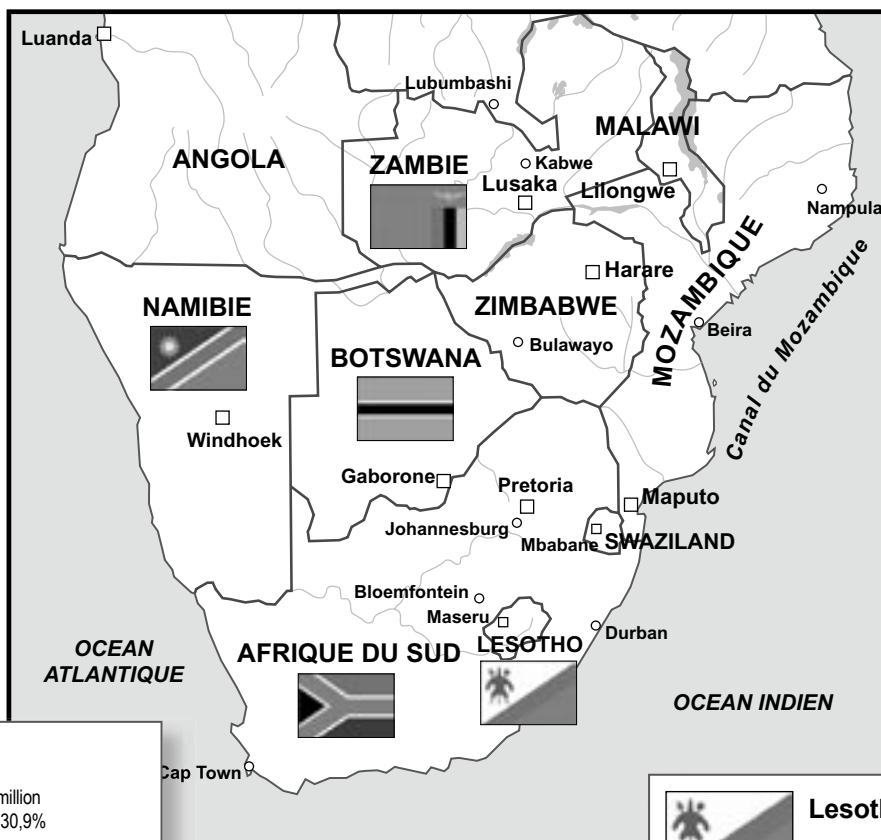 Luanda
Lubumbashi
MALAWI
ANGOLA
ZAMBIE
Kabwe
Lusaka
Lilongwe
Nampula
MOZAMBIQUE
Canal du Mozambique
Harare
NAMIBIE
ZIMBABWE
Beira
Bulawayo
BOTSWANA
Windhoek
Gaborone
Pretoria
Maputo
Johannesburg
Mbabane
SWAZILAND
Bloemfontein
Maseru
Durban
OCEAN
ATLANTIQUE
AFRIQUE DU SUD
LESOTHO
OCEAN INDIEN
Cap Town
million
30,9%